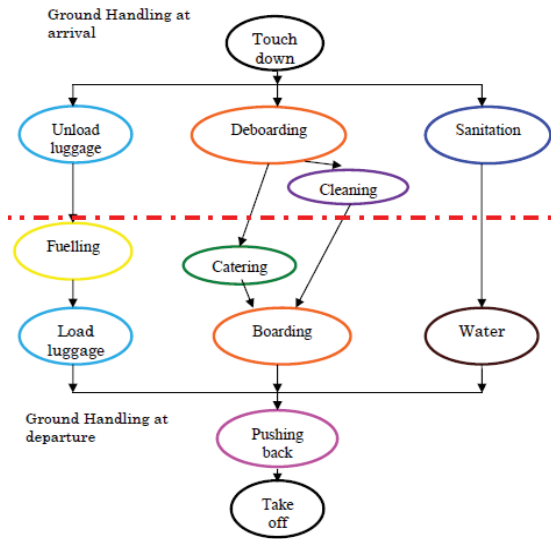 Ground Handling at
arrival
Touch
down
Unload
luggage
Deboarding
Sanitation
Cleaning
Fuelling
Catering
Load
luggage
Boarding
Water
Ground Handling at
departure
Pushing
back
Take
off